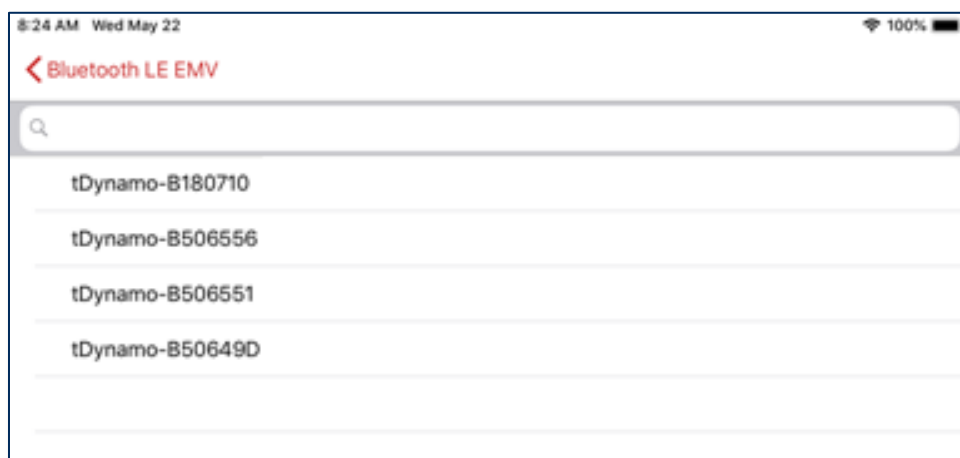 8:24 AM Wed May 22 100%
Bluetooth LE EMV
tDynamo-B180710
tDynamo-B506556
tDynamo-B506551
tDynamo-B50649D